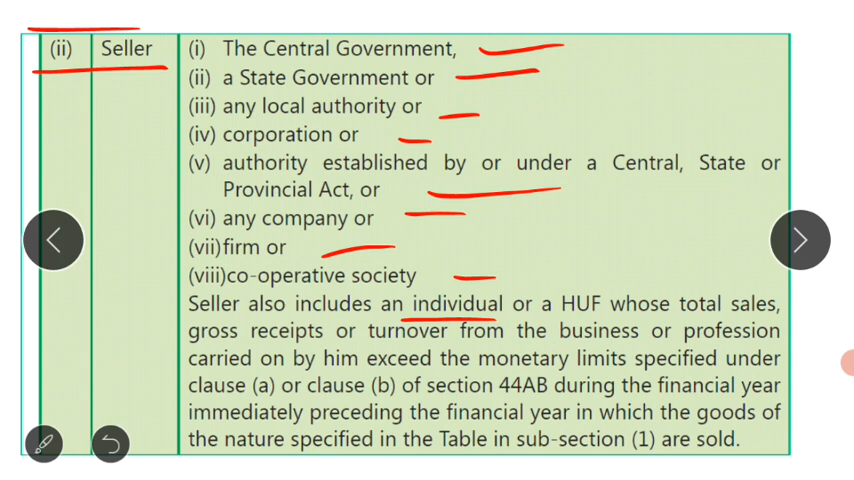 (ii) Seller (i) The Central Government,
(ii) a State Government or
(iii) any local authority or
(iv) corporation or
(v) authority established by or under a Central, State or
Provincial Act, or
(vi) any company or
(vii) firm or
(viii)co-operative society
Seller also includes an individual or a HUF whose total sales,
gross receipts or turnover from the business or profession
carried on by him exceed the monetary limits specified under
clause (a) or clause (b) of section 44AB during the financial year
immediately preceding the financial year in which the goods of
the nature specified in the Table in sub-section (1) are sold.